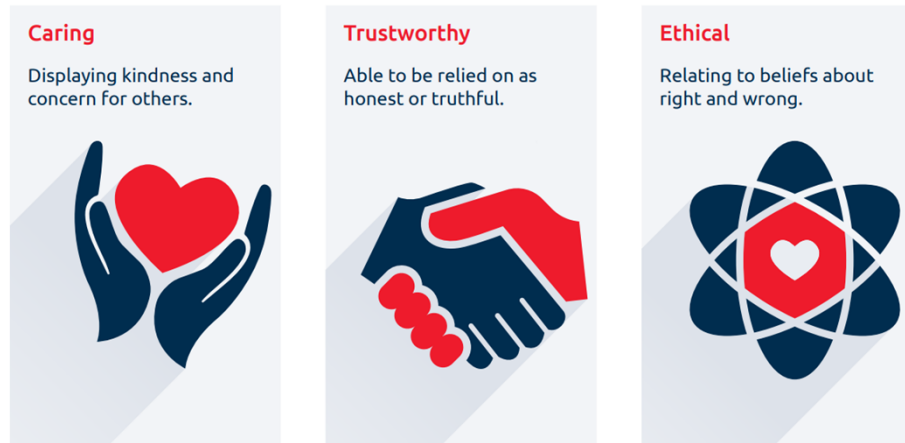 Caring
Displaying kindness and
concern for others.
Trustworthy
Able to be relied on as
honest or truthful.
Ethical
Relating to beliefs about
right and wrong.